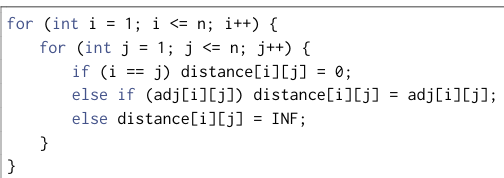 for (int i = 1; i <= n; i++) {
    for (int j = 1; j <= n; j++) {
        if (i == j) distance[i][j] = 0;
        else if (adj[i][j]) distance[i][j] = adj[i][j];
        else distance[i][j] = INF;
    }
}